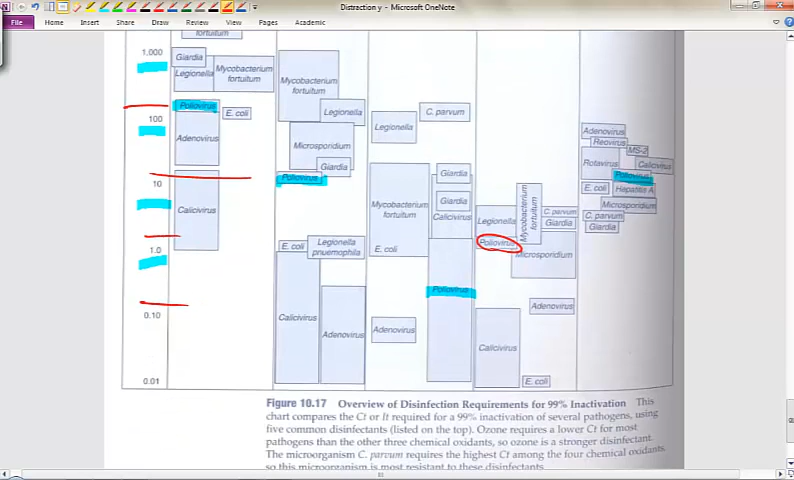 Distraction y - Microsoft OneNote
File Insert Share Draw Review View Pages Academic
fortuitum
1,000
Giardia
Legionella
Mycobacterium
fortuitum
Mycobacterium
fortuitum
Poliovirus
E. coli
Legionella
C. parvum
100
Adenovirus
Legionella
Adenovirus
Reovirus
MS-2
Microsporidium
Rotavirus
Calicivirus
Giardia
Giardia
Poliovirus
Poliovirus
10
E. coli
Hepatitis A
Calicivirus
Mycobacterium
fortuitum
Giardia
Calicivirus
Legionella
Mycobacterium
fortuitum
C. parvum
Giardia
Microsporidium
C. parvum
Giardia
1.0
E. coli
Legionella
pnuemophila
E. coli
Poliovirus
Microsporidium
Poliovirus
0.10
Calicivirus
Adenovirus
Adenovirus
Adenovirus
Calicivirus
0.01
E. coli
Figure 10.17 Overview of Disinfection Requirements for 99% Inactivation This
chart compares the Ct or It required for a 99% inactivation of several pathogens, using
five common disinfectants (listed on the top). Ozone requires a lower Ct for most
pathogens than the other three chemical oxidants, so ozone is a stronger disinfectant.
The microorganism C. parvum requires the highest Ct among the four chemical oxidants,
so this microorganism is most resistant to these disinfectants.